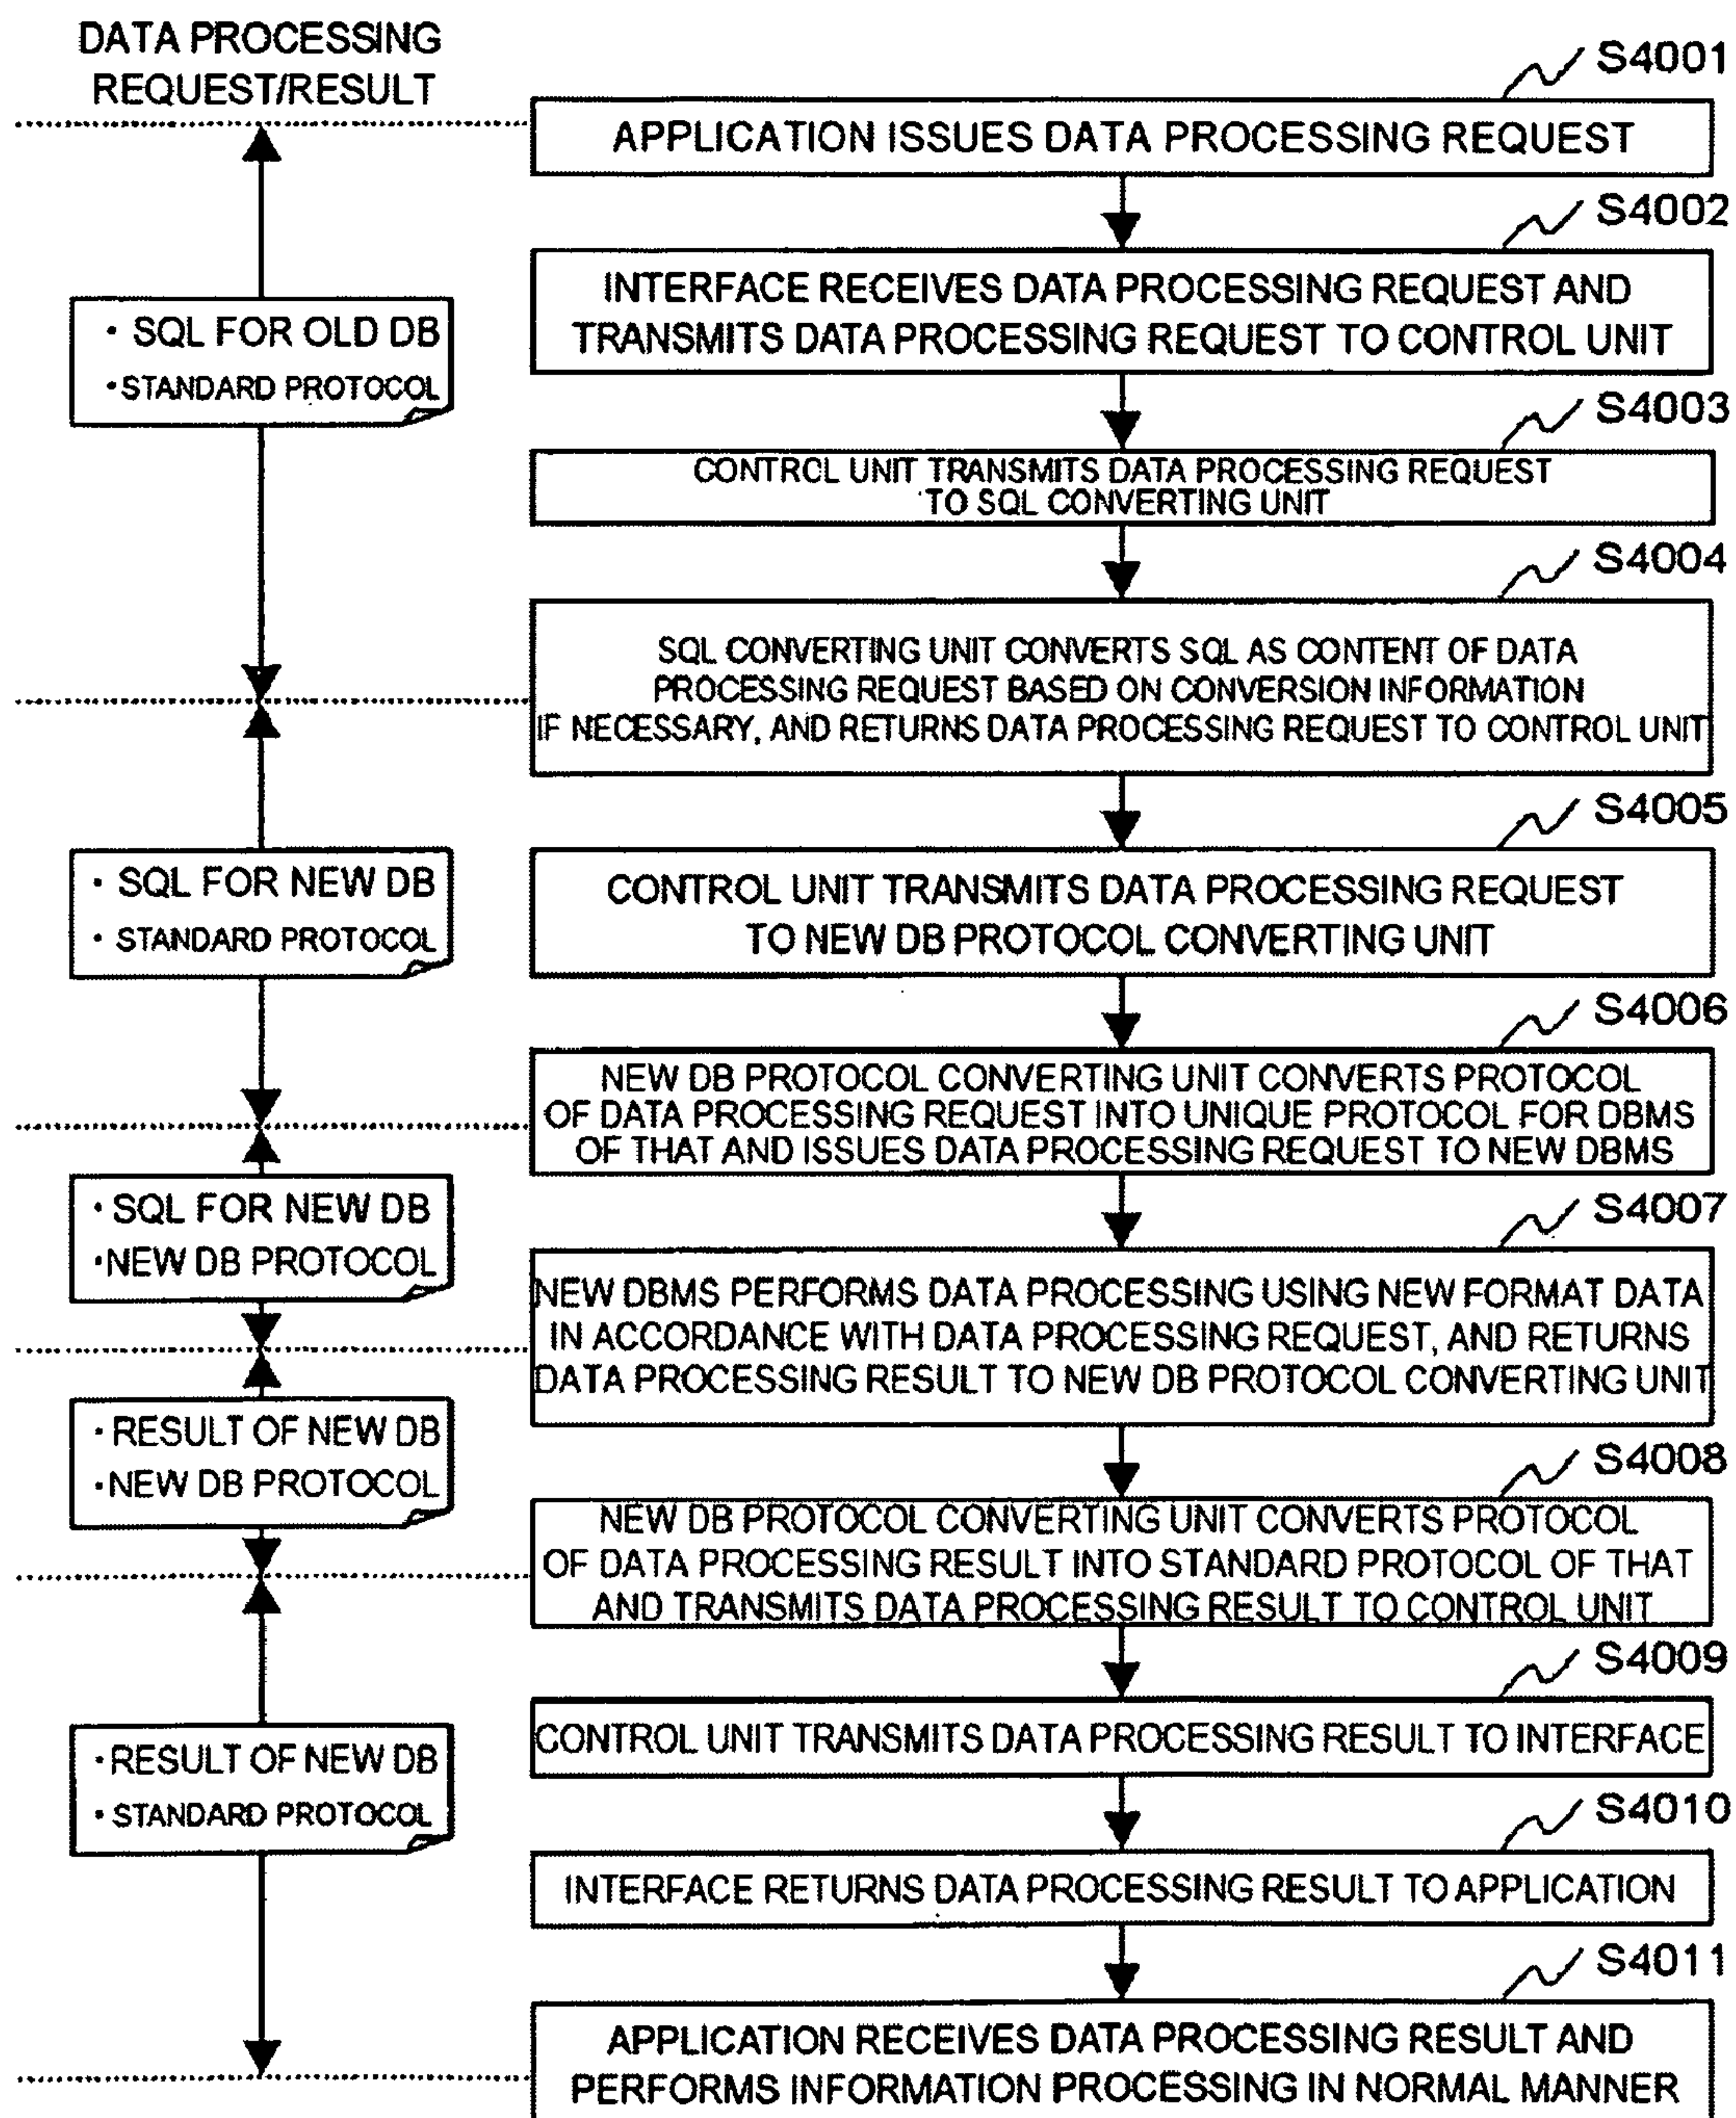 DATA PROCESSING
REQUEST/RESULT
S4001
APPLICATION ISSUES DATA PROCESSING REQUEST
S4002
INTERFACE RECEIVES DATA PROCESSING REQUEST AND
TRANSMITS DATA PROCESSING REQUEST TO CONTROL UNIT
· SQL FOR OLD DB
· STANDARD PROTOCOL
S4003
CONTROL UNIT TRANSMITS DATA PROCESSING REQUEST
TO SQL CONVERTING UNIT
S4004
SQL CONVERTING UNIT CONVERTS SQL AS CONTENT OF DATA
PROCESSING REQUEST BASED ON CONVERSION INFORMATION
IF NECESSARY, AND RETURNS DATA PROCESSING REQUEST TO CONTROL UNIT
S4005
· SQL FOR NEW DB
· STANDARD PROTOCOL
CONTROL UNIT TRANSMITS DATA PROCESSING REQUEST
TO NEW DB PROTOCOL CONVERTING UNIT
S4006
NEW DB PROTOCOL CONVERTING UNIT CONVERTS PROTOCOL
OF DATA PROCESSING REQUEST INTO UNIQUE PROTOCOL FOR DBMS
OF THAT AND ISSUES DATA PROCESSING REQUEST TO NEW DBMS
· SQL FOR NEW DB
· NEW DB PROTOCOL
S4007
NEW DBMS PERFORMS DATA PROCESSING USING NEW FORMAT DATA
IN ACCORDANCE WITH DATA PROCESSING REQUEST, AND RETURNS
DATA PROCESSING RESULT TO NEW DB PROTOCOL CONVERTING UNIT
· RESULT OF NEW DB
· NEW DB PROTOCOL
S4008
NEW DB PROTOCOL CONVERTING UNIT CONVERTS PROTOCOL
OF DATA PROCESSING RESULT INTO STANDARD PROTOCOL OF THAT
AND TRANSMITS DATA PROCESSING RESULT TO CONTROL UNIT
S4009
CONTROL UNIT TRANSMITS DATA PROCESSING RESULT TO INTERFACE
· RESULT OF NEW DB
· STANDARD PROTOCOL
S4010
INTERFACE RETURNS DATA PROCESSING RESULT TO APPLICATION
S4011
APPLICATION RECEIVES DATA PROCESSING RESULT AND
PERFORMS INFORMATION PROCESSING IN NORMAL MANNER